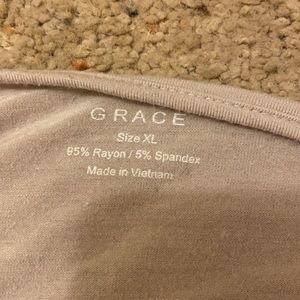 GRACE
Size XL
95% Rayon / 5% Spandex
Made in Vietnam